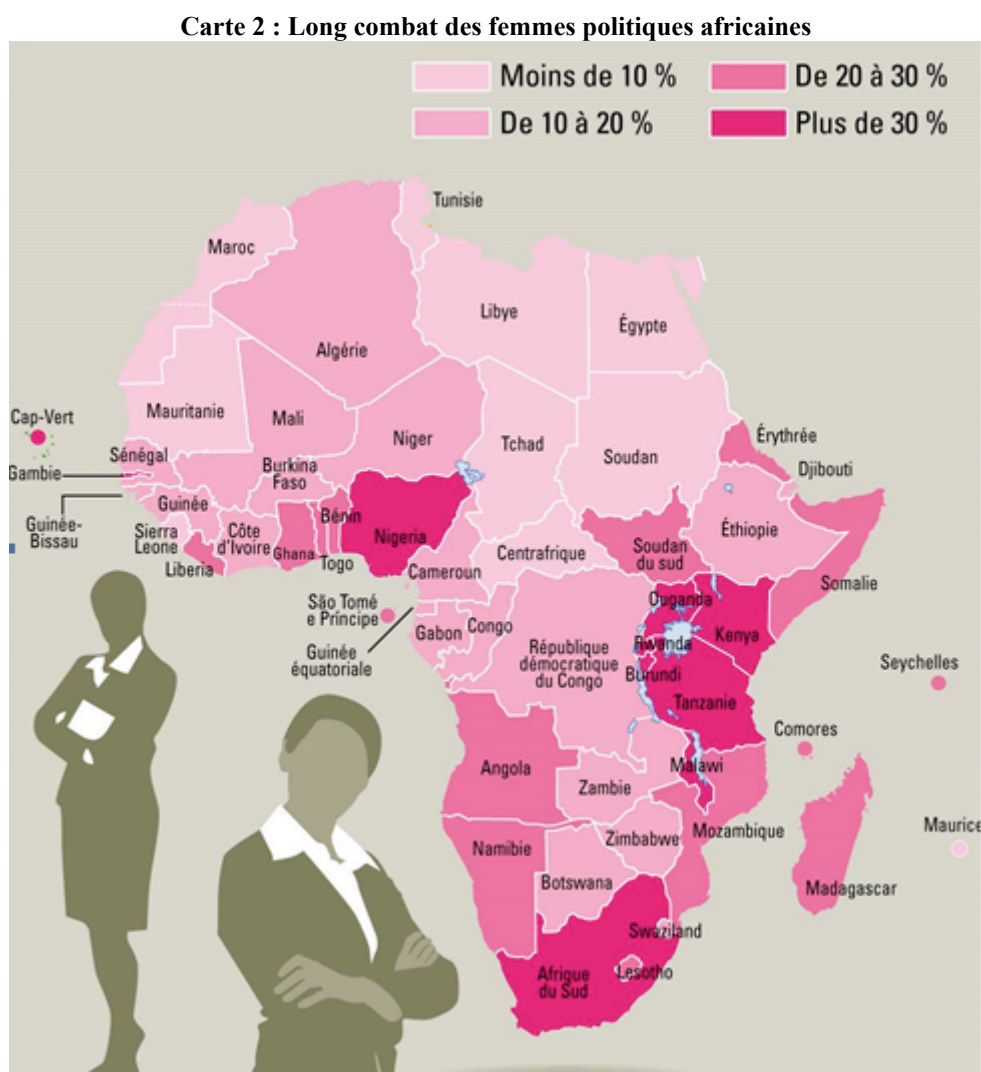 Carte 2 : Long combat des femmes politiques africaines
Moins de 10 %
De 20 à 30 %
De 10 à 20 %
Plus de 30 %
Tunisie
Maroc
Libye
Égypte
Algérie
Mauritanie
Mali
Niger
Tchad
Soudan
Cap-Vert
Érythrée
Sénégal
Gambie
Burkina
Faso
Djibouti
Guinée
Guinée-
Bissau
Sierra
Leone
Côte
d'Ivoire
Bénin
Nigeria
Éthiopie
Ghana
Togo
Liberia
Centrafrique
Soudan
du sud
Cameroun
Somalie
São Tomé
e Príncipe
Ouganda
Gabon
Congo
Kenya
Guinée
équatoriale
République
démocratique
du Congo
Rwanda
Burundi
Seychelles
Tanzanie
Comores
Angola
Malawi
Zambie
Maurice
Mozambique
Zimbabwe
Namibie
Botswana
Madagascar
Swaziland
Afrique
du Sud
Lesotho